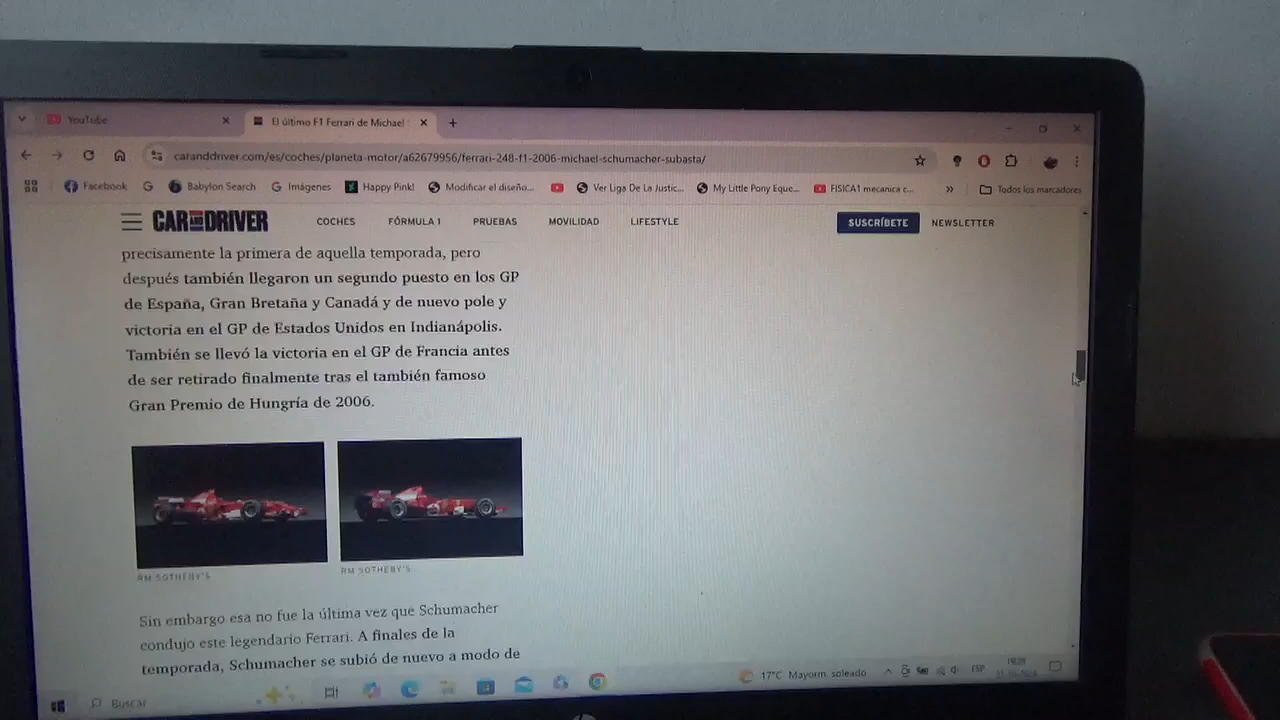 YouTube
El último F1 Ferrari de Michael
caranddriver.com/es/coches/planeta-motor/a62679956/ferrari-248-f1-2006-michael-schumacher-subasta/
Facebook
Babylon Search
Imágenes
Happy Pink!
Modificar el diseño...
Ver Liga De La Justic...
My Little Pony Eque...
FISICA1 mecanica c...
Todos los marcadores
CAR AND DRIVER
COCHES
FÓRMULA 1
PRUEBAS
MOVILIDAD
LIFESTYLE
SUSCRÍBETE
NEWSLETTER
precisamente la primera de aquella temporada, pero
después también llegaron un segundo puesto en los GP
de España, Gran Bretaña y Canadá y de nuevo pole y
victoria en el GP de Estados Unidos en Indianápolis.
También se llevó la victoria en el GP de Francia antes
de ser retirado finalmente tras el también famoso
Gran Premio de Hungría de 2006.
RM SOTHEBY'S
RM SOTHEBY'S
Sin embargo esa no fue la última vez que Schumacher
condujo este legendario Ferrari. A finales de la
temporada, Schumacher se subió de nuevo a modo de
Buscar
17°C Mayorm. soleado
ESP